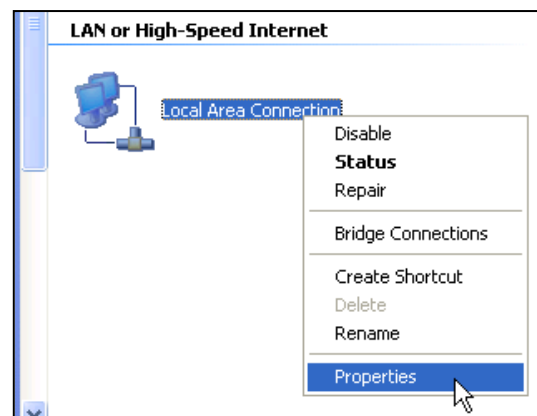 LAN or High-Speed Internet
Local Area Connection
Disable
Status
Repair
Bridge Connections
Create Shortcut
Delete
Rename
Properties